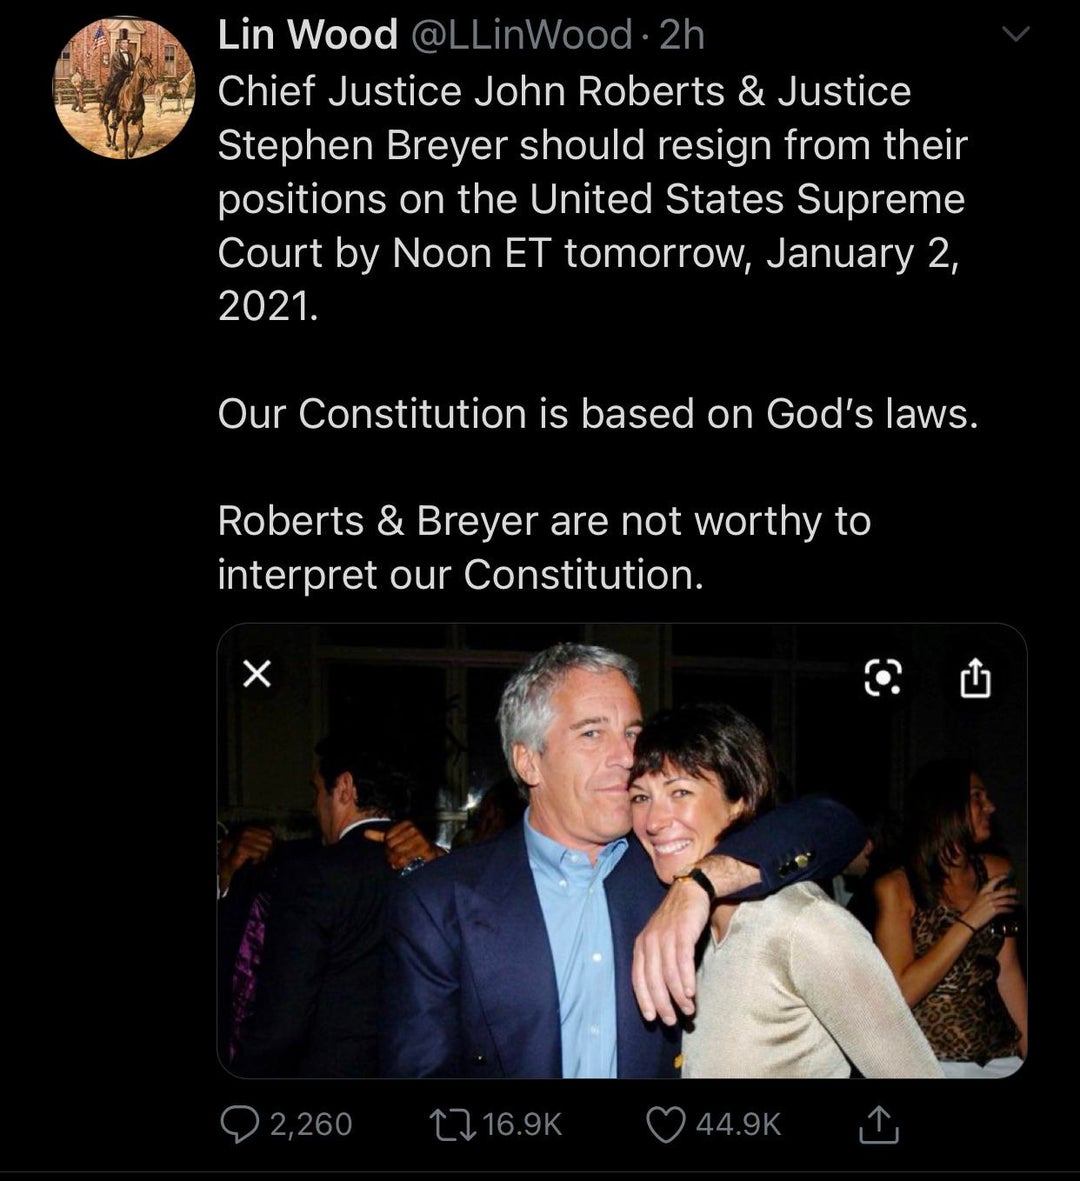 Lin Wood @LLinWood · 2h
Chief Justice John Roberts & Justice
Stephen Breyer should resign from their
positions on the United States Supreme
Court by Noon ET tomorrow, January 2,
2021.
Our Constitution is based on God's laws.
Roberts & Breyer are not worthy to
interpret our Constitution.
2,260 16.9K 44.9K